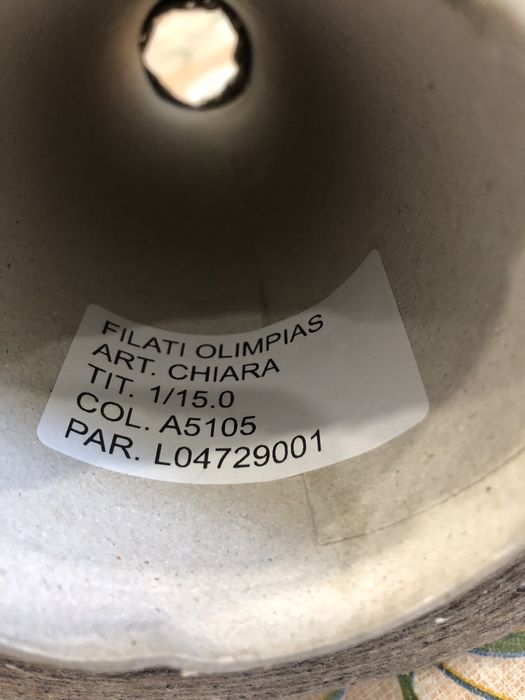 FILATI OLIMPIAS
ART. CHIARA
TIT. 1/15.0
COL. A5105
PAR. L04729001